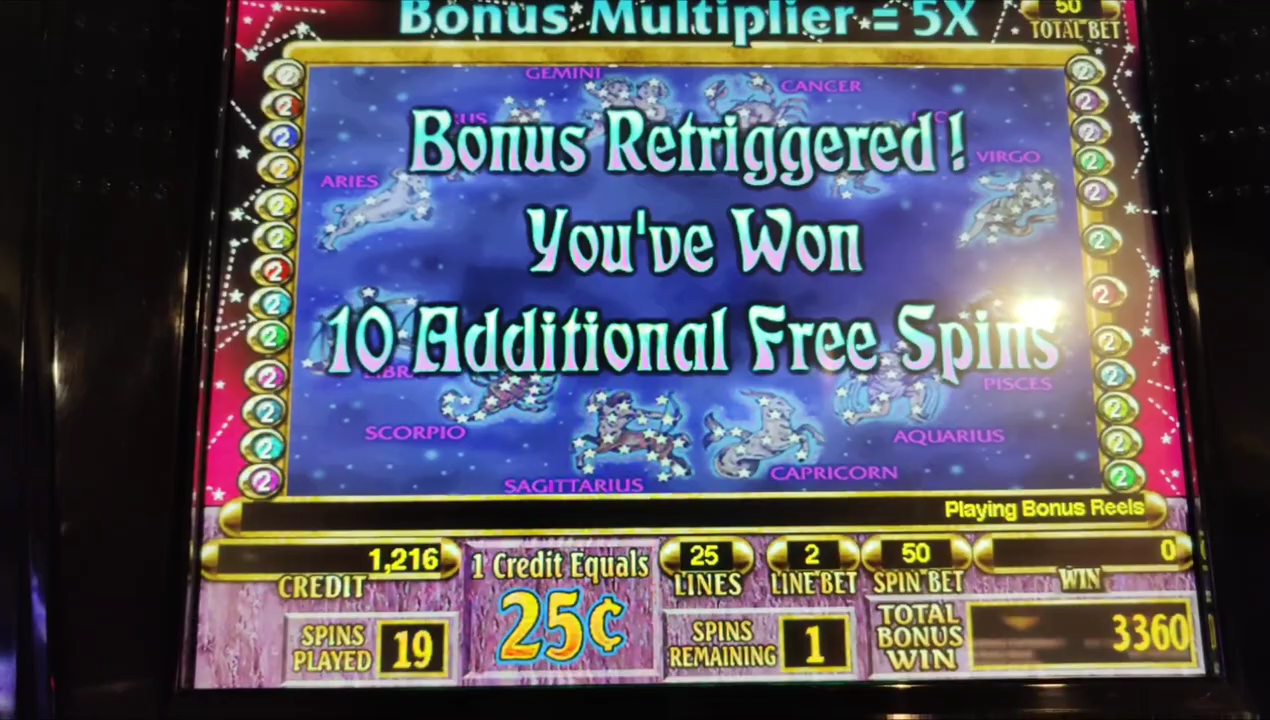 Bonus Multiplier = 5X
50
TOTAL BET
GEMINI
CANCER
VIRGO
ARIES
Bonus Retriggered!
You've Won
10 Additional Free Spins
PISCES
SCORPIO
AQUARIUS
CAPRICORN
SAGITTARIUS
Playing Bonus Reels
1,216
CREDIT
1 Credit Equals
25¢
25
LINES
2
LINE BET
50
SPIN BET
0
WIN
SPINS PLAYED
19
SPINS REMAINING
1
TOTAL BONUS WIN
3360